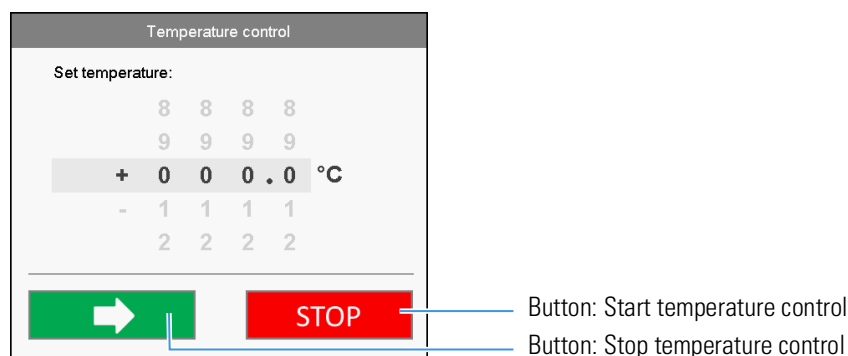 Temperature control
Set temperature:
8 8 8 8
9 9 9 9
+ 0 0 0 . 0 °C
- 1 1 1 1
2 2 2 2
STOP
Button: Start temperature control
Button: Stop temperature control